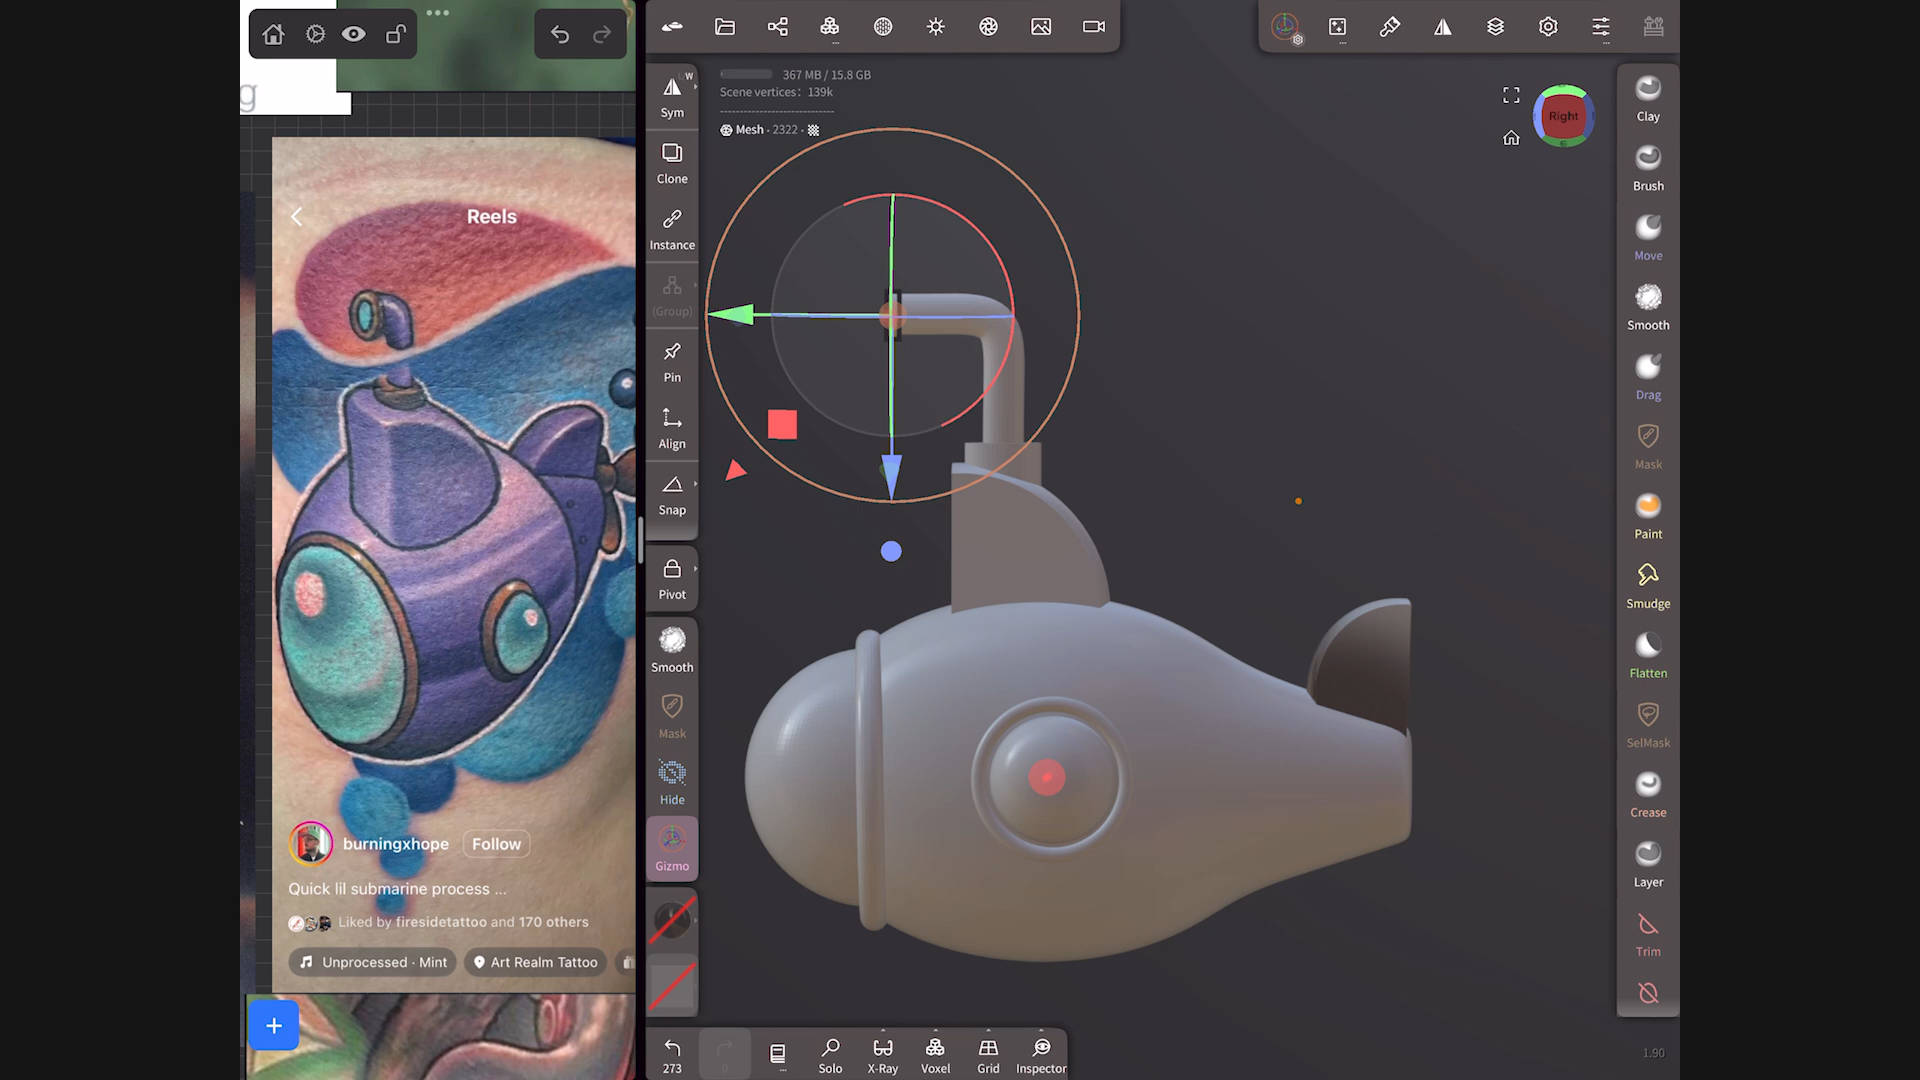 g
Reels
burningxhope
Follow
Quick lil submarine process ...
Liked by firesidetattoo and 170 others
Unprocessed · Mint
Art Realm Tattoo
367 MB / 15.8 GB
Scene vertices: 139k
Mesh · 2322 ·
Right
W
Sym
Clone
Instance
(Group)
Pin
Align
Snap
Pivot
Smooth
Mask
Hide
Gizmo
Clay
Brush
Move
Smooth
Drag
Mask
Paint
Smudge
Flatten
SelMask
Crease
Layer
Trim
273
0
Solo
X-Ray
Voxel
Grid
Inspector
1.90